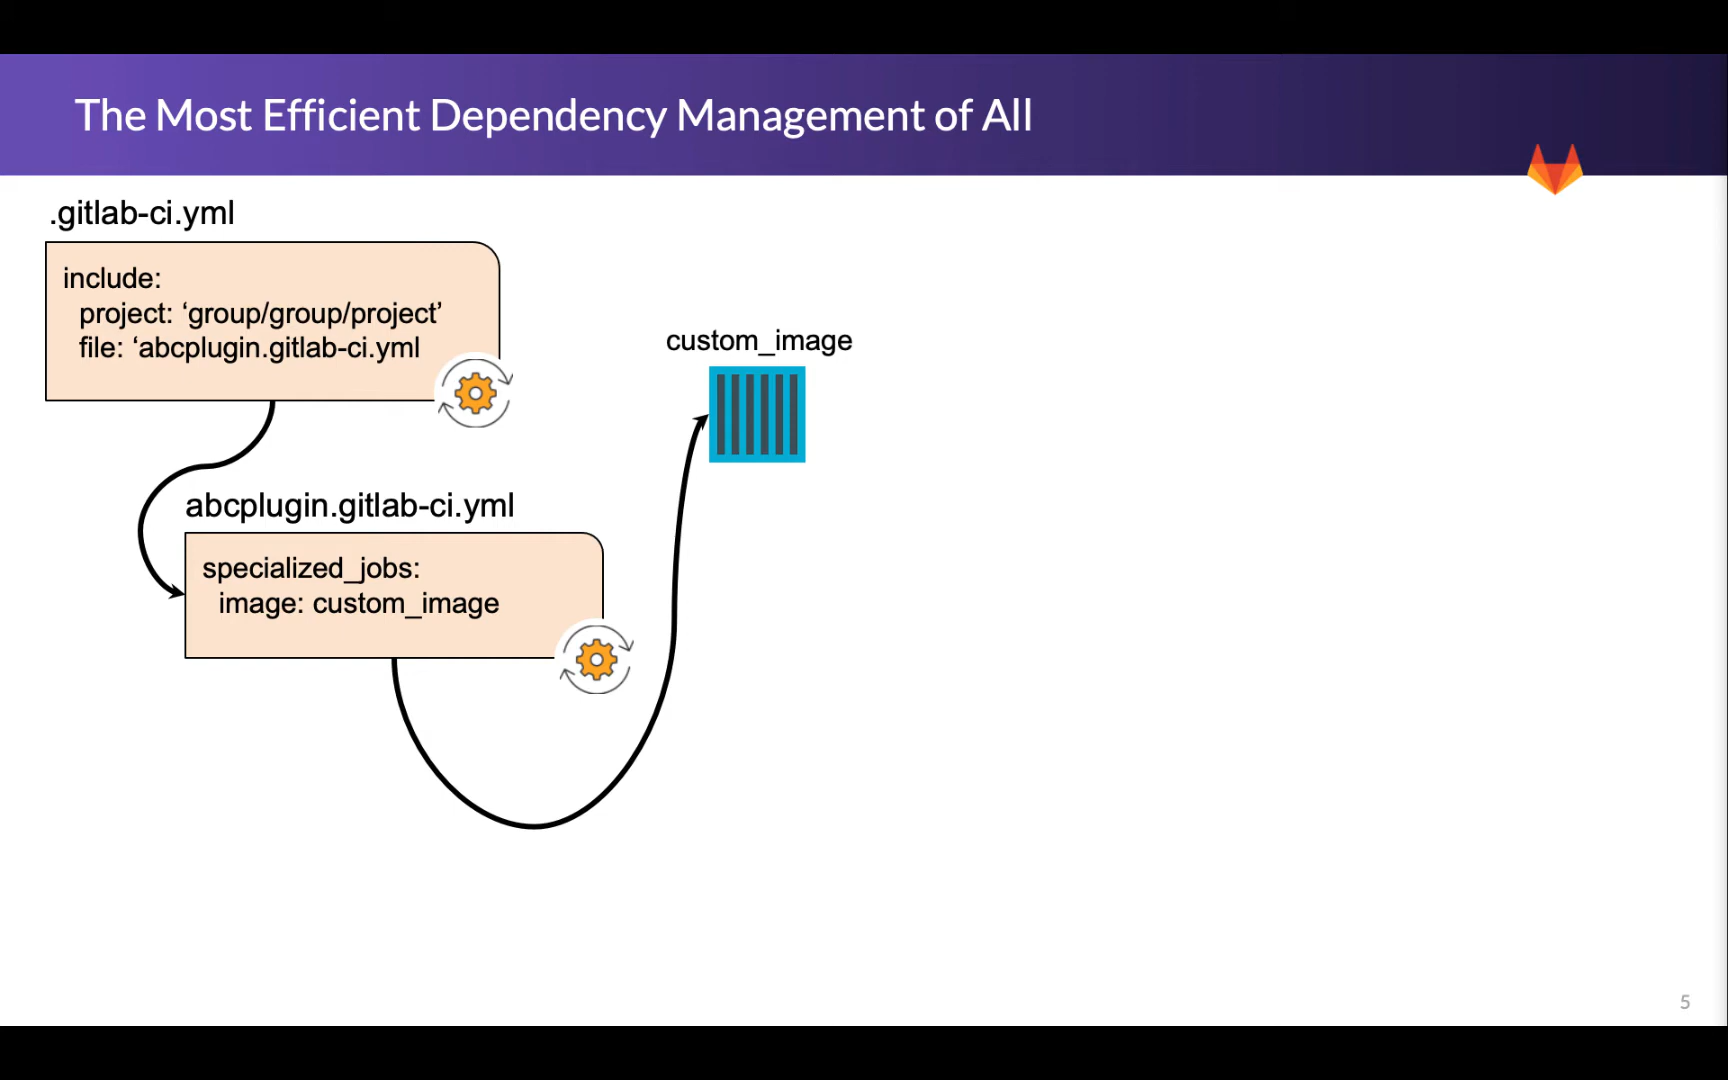 The Most Efficient Dependency Management of All
.gitlab-ci.yml
include:
project: ‘group/group/project’
file: ‘abcplugin.gitlab-ci.yml
custom_image
abcplugin.gitlab-ci.yml
specialized_jobs:
image: custom_image
5